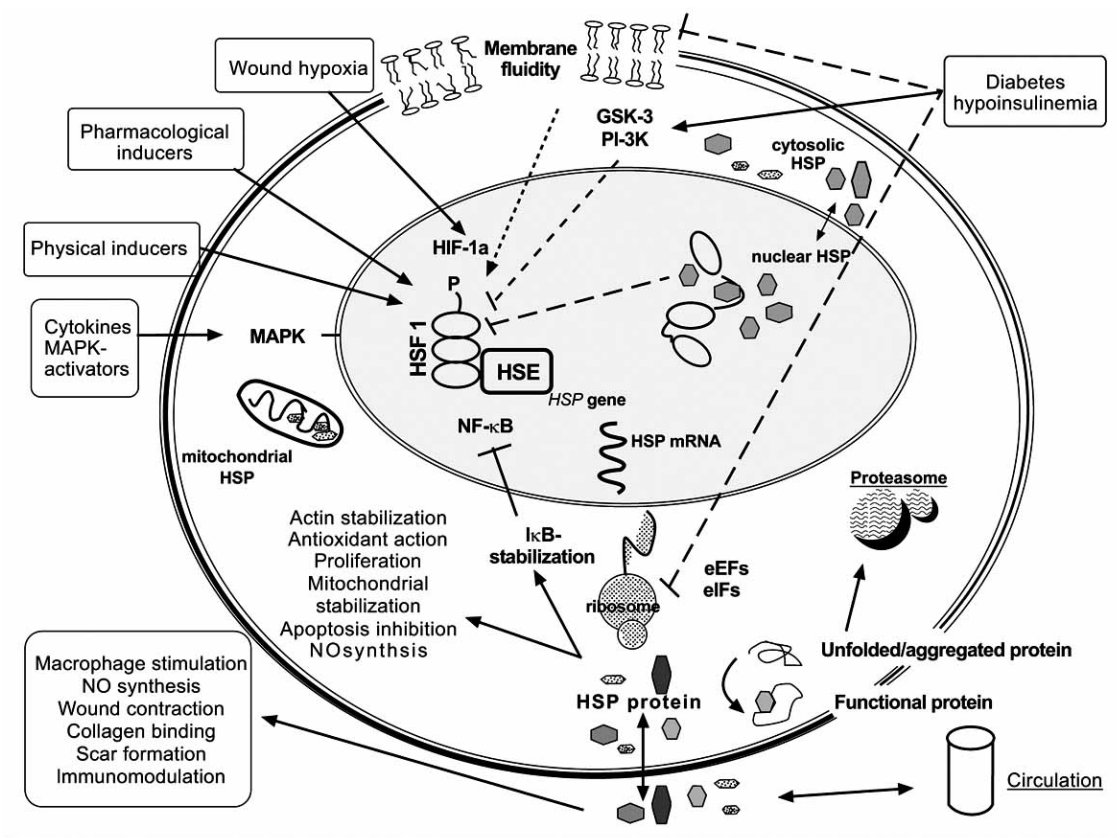 Membrane
fluidity
Wound hypoxia
Diabetes
hypoinsulinemia
Pharmacological
inducers
GSK-3
PI-3K
cytosolic
HSP
Physical inducers
HIF-1a
nuclear HSP
P
Cytokines
MAPK-
activators
MAPK
HSF 1
HSE
HSP gene
NF-κB
HSP mRNA
mitochondrial
HSP
Proteasome
Actin stabilization
Antioxidant action
Proliferation
Mitochondrial
stabilization
Apoptosis inhibition
NOsynthsis
IκB-
stabilization
eEFs
eIFs
ribosome
Unfolded/aggregated protein
Macrophage stimulation
NO synthesis
Wound contraction
Collagen binding
Scar formation
Immunomodulation
HSP protein
Functional protein
Circulation